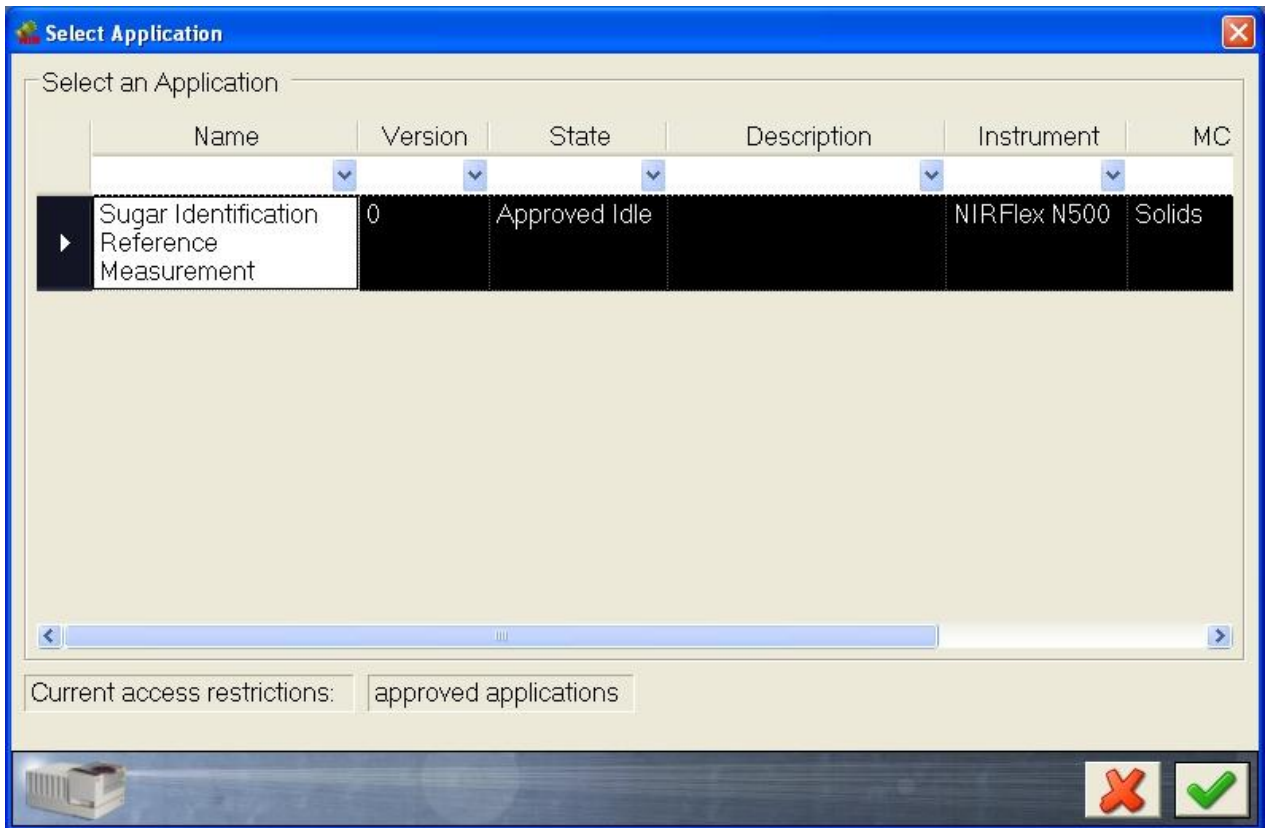 Select Application
Select an Application
Name Version State Description Instrument MC
Sugar Identification 0 Approved Idle NIRFlex N500 Solids
Reference
Measurement
Current access restrictions: approved applications